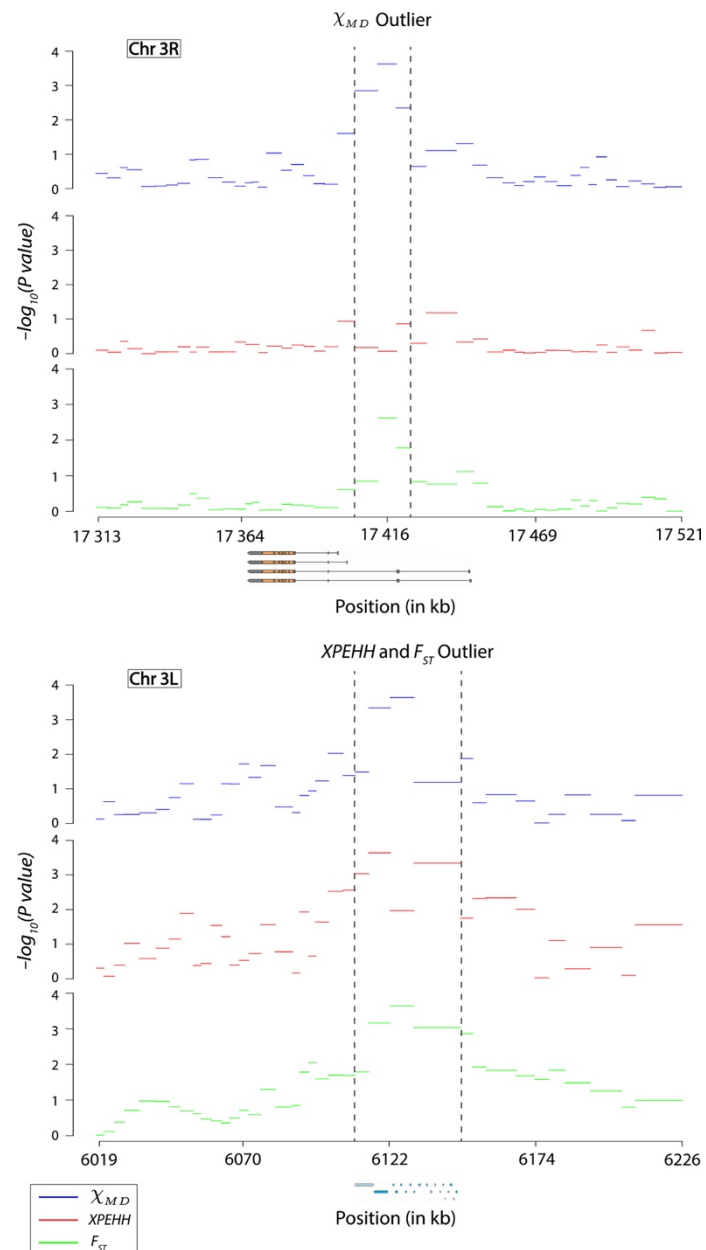 χMD Outlier
Chr 3R
4
3
2
1
0
4
3
2
1
0
4
3
2
1
0
–log10(P value)
17 313 17 364 17 416 17 469 17 521
Position (in kb)
XPEHH and FST Outlier
Chr 3L
4
3
2
1
0
4
3
2
1
0
4
3
2
1
0
–log10(P value)
6019 6070 6122 6174 6226
Position (in kb)
χMD
XPEHH
FST